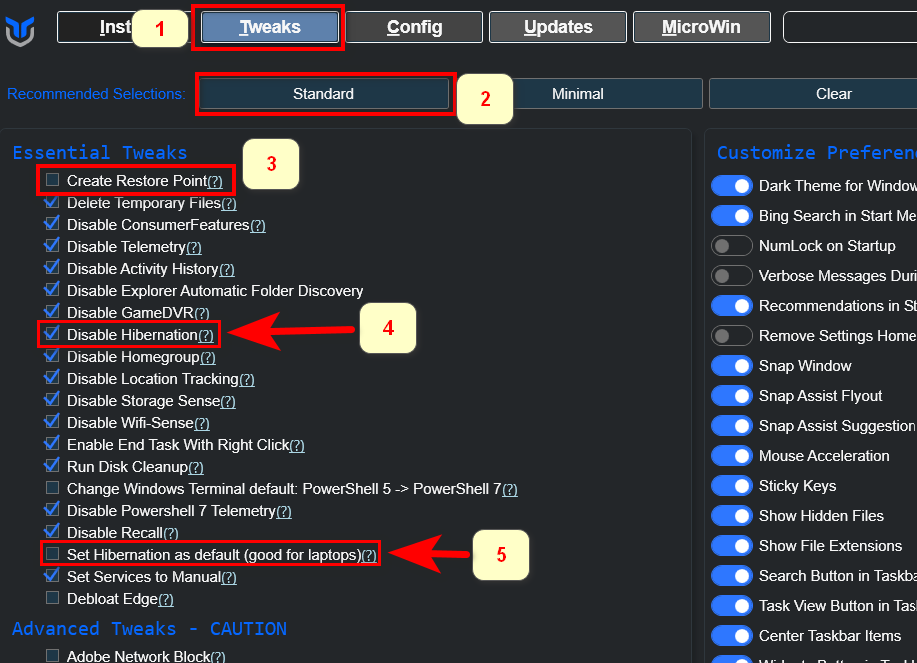 Inst 1 Tweaks Config Updates MicroWin
Recommended Selections: Standard 2 Minimal Clear
Essential Tweaks
3
Create Restore Point(?)
Delete Temporary Files(?)
Disable ConsumerFeatures(?)
Disable Telemetry(?)
Disable Activity History(?)
Disable Explorer Automatic Folder Discovery
Disable GameDVR(?)
Disable Hibernation(?) 4
Disable Homegroup(?)
Disable Location Tracking(?)
Disable Storage Sense(?)
Disable Wifi-Sense(?)
Enable End Task With Right Click(?)
Run Disk Cleanup(?)
Change Windows Terminal default: PowerShell 5 -> PowerShell 7(?)
Disable Powershell 7 Telemetry(?)
Disable Recall(?)
Set Hibernation as default (good for laptops)(?) 5
Set Services to Manual(?)
Debloat Edge(?)
Advanced Tweaks - CAUTION
Adobe Network Block(?)
Customize Preferen
Dark Theme for Window
Bing Search in Start Me
NumLock on Startup
Verbose Messages Duri
Recommendations in St
Remove Settings Home
Snap Window
Snap Assist Flyout
Snap Assist Suggestion
Mouse Acceleration
Sticky Keys
Show Hidden Files
Show File Extensions
Search Button in Taskba
Task View Button in Task
Center Taskbar Items